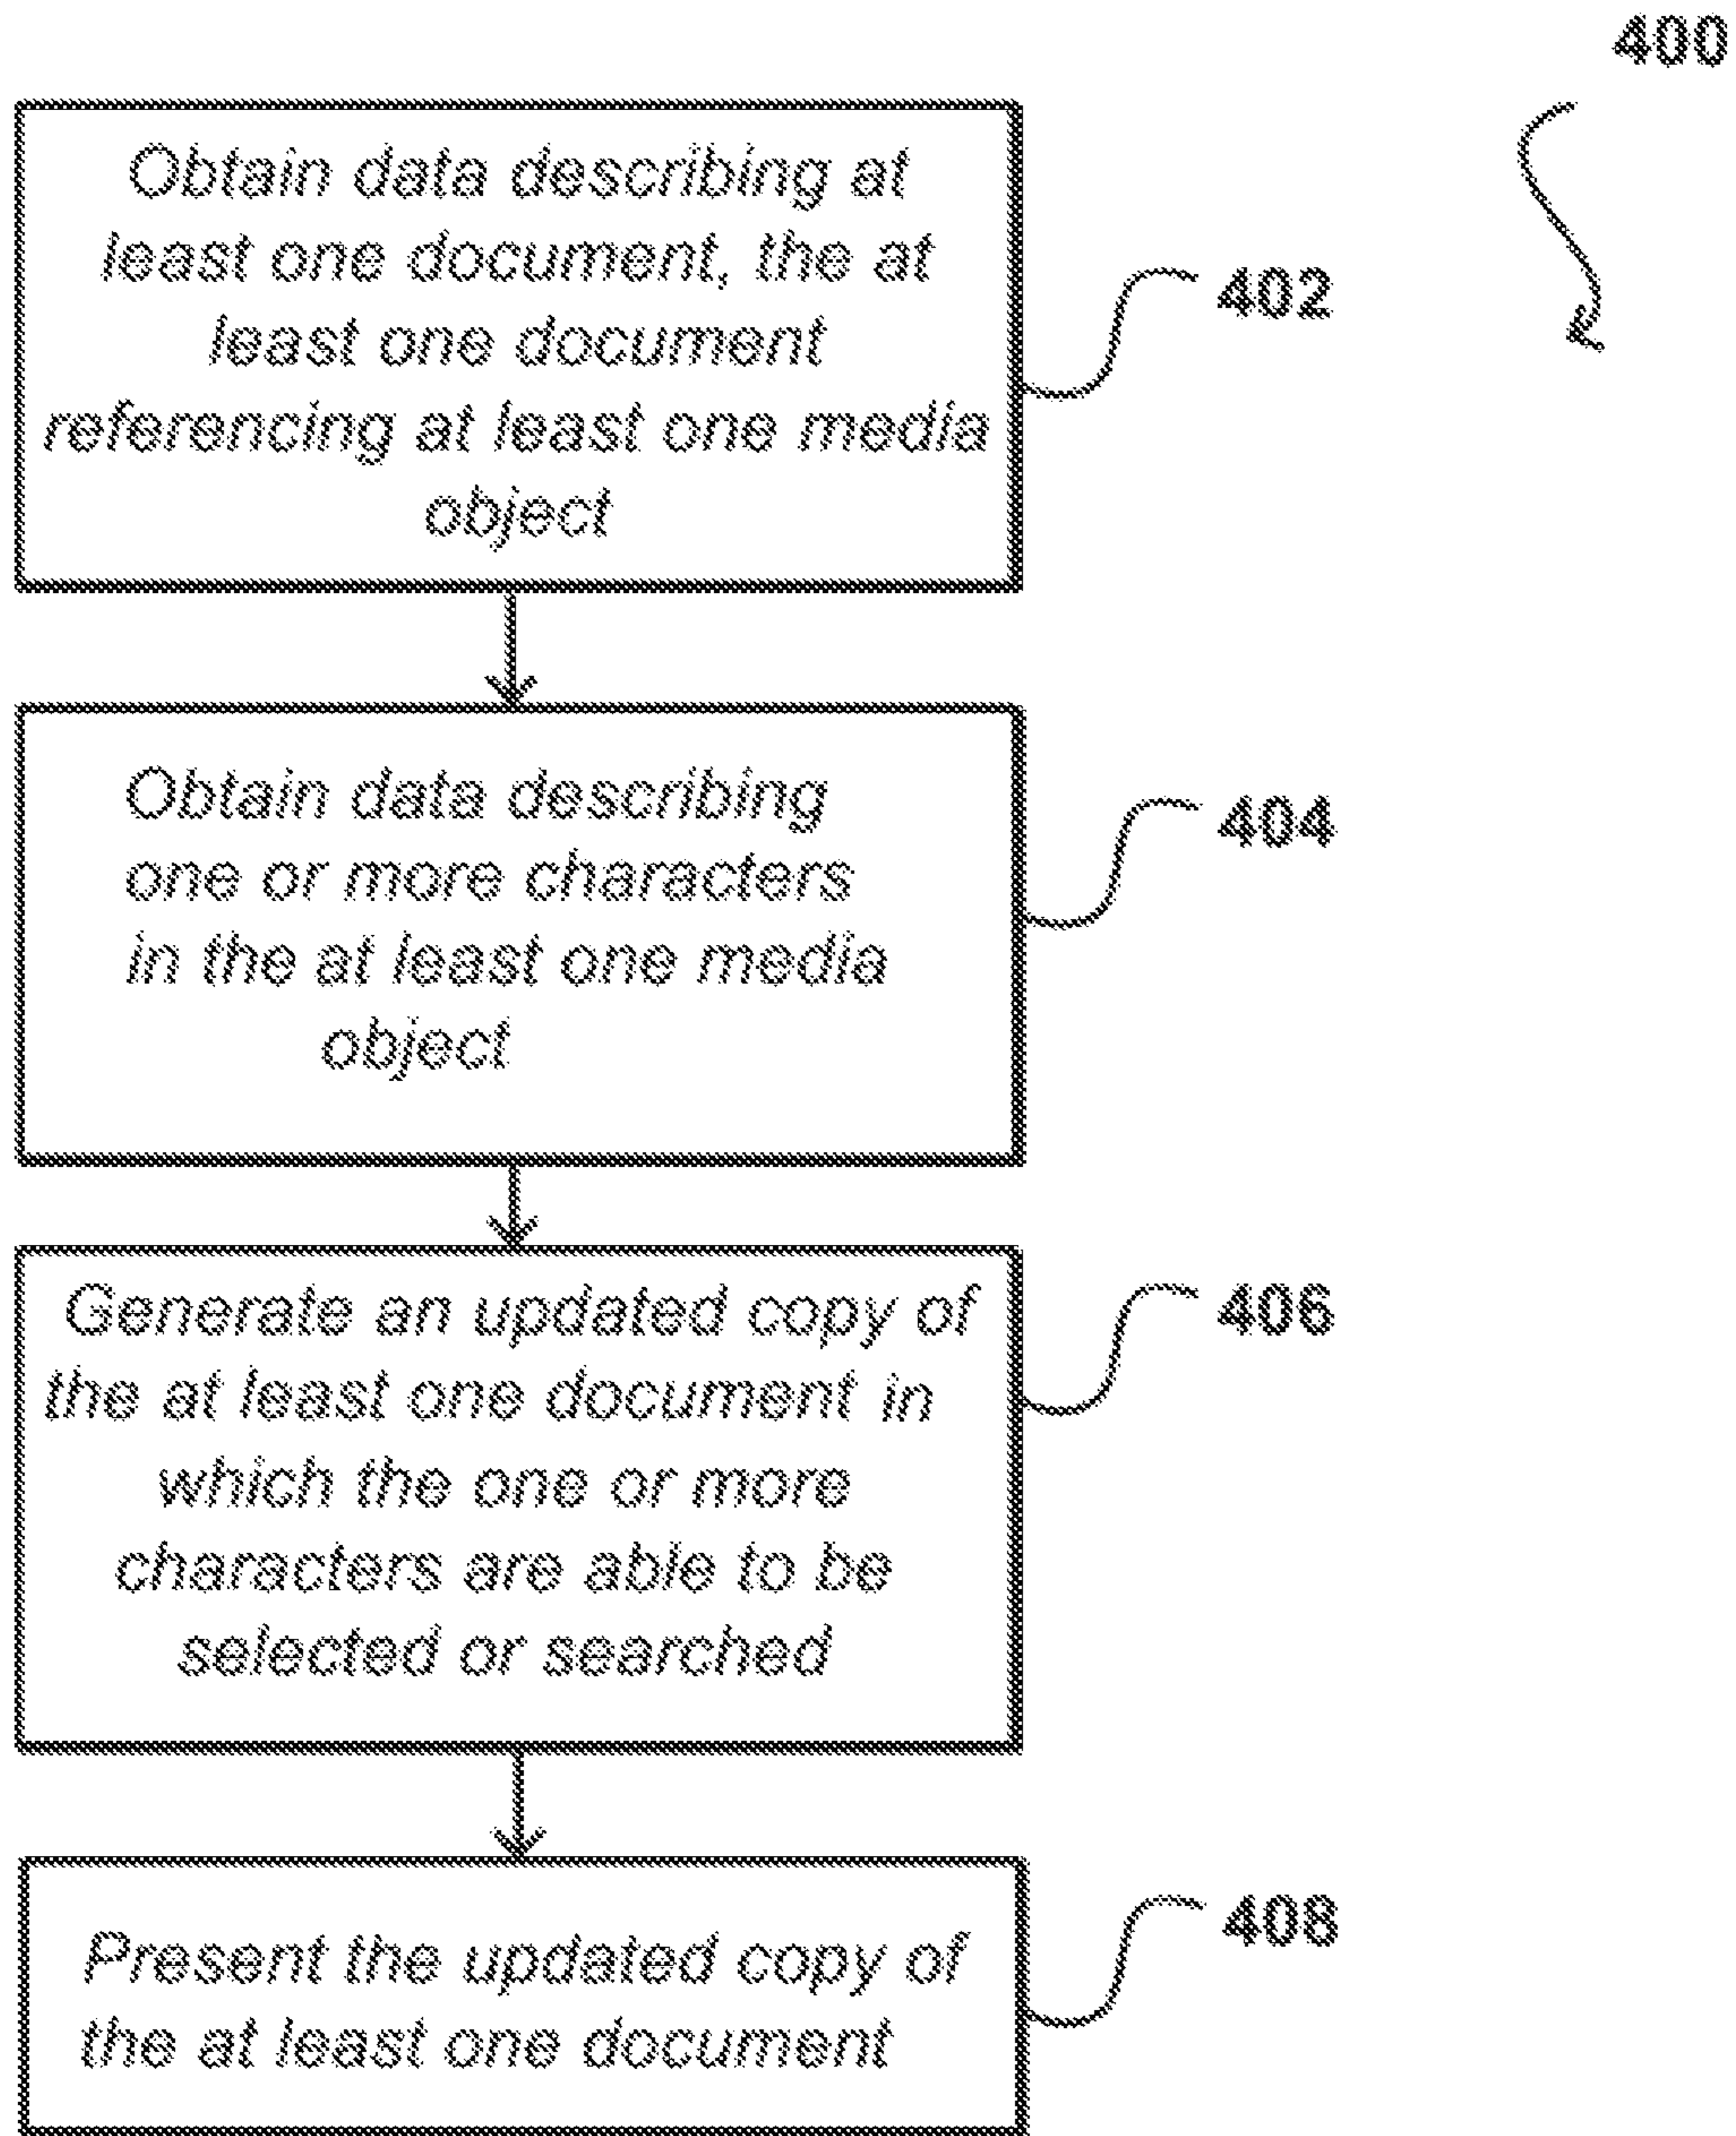 400
Obtain data describing at
least one document, the at
least one document
referencing at least one media
object
402
Obtain data describing
one or more characters
in the at least one media
object
404
Generate an updated copy of
the at least one document in
which the one or more
characters are able to be
selected or searched
406
Present the updated copy of
the at least one document
408